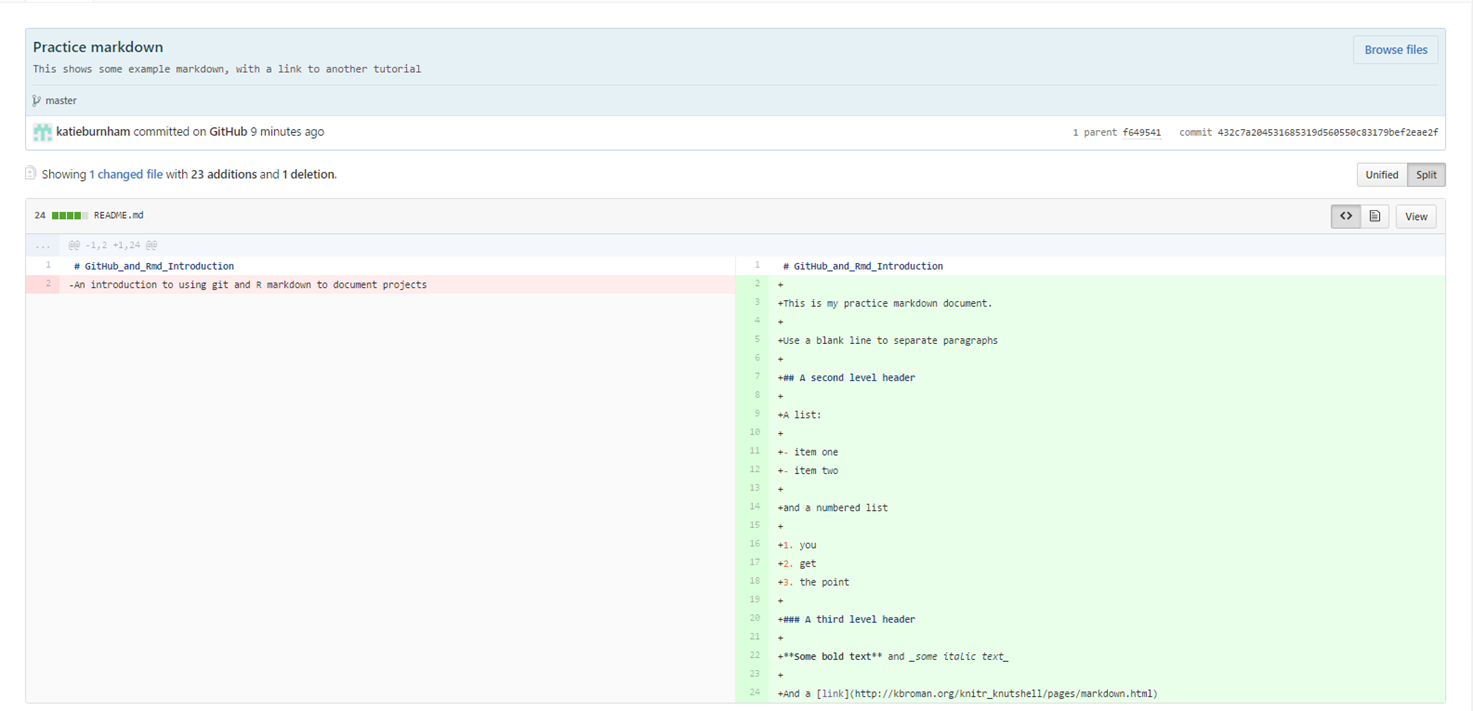 Practice markdown
Browse files
This shows some example markdown, with a link to another tutorial
master
katieburnham committed on GitHub 9 minutes ago
1 parent f649541 commit 432c7a204531685319d560550c83179bef2eae2f
Showing 1 changed file with 23 additions and 1 deletion.
Unified Split
24 README.md
<> View
... @@ -1,2 +1,24 @@
1 # GitHub_and_Rmd_Introduction
2 -An introduction to using git and R markdown to document projects
1 # GitHub_and_Rmd_Introduction
2 +
3 +This is my practice markdown document.
4 +
5 +Use a blank line to separate paragraphs
6 +
7 +## A second level header
8 +
9 +A list:
10 +
11 +- item one
12 +- item two
13 +
14 +and a numbered list
15 +
16 +1. you
17 +2. get
18 +3. the point
19 +
20 +### A third level header
21 +
22 +**Some bold text** and _some italic text_
23 +
24 +And a [link](http://kbroman.org/knitr_knutshell/pages/markdown.html)